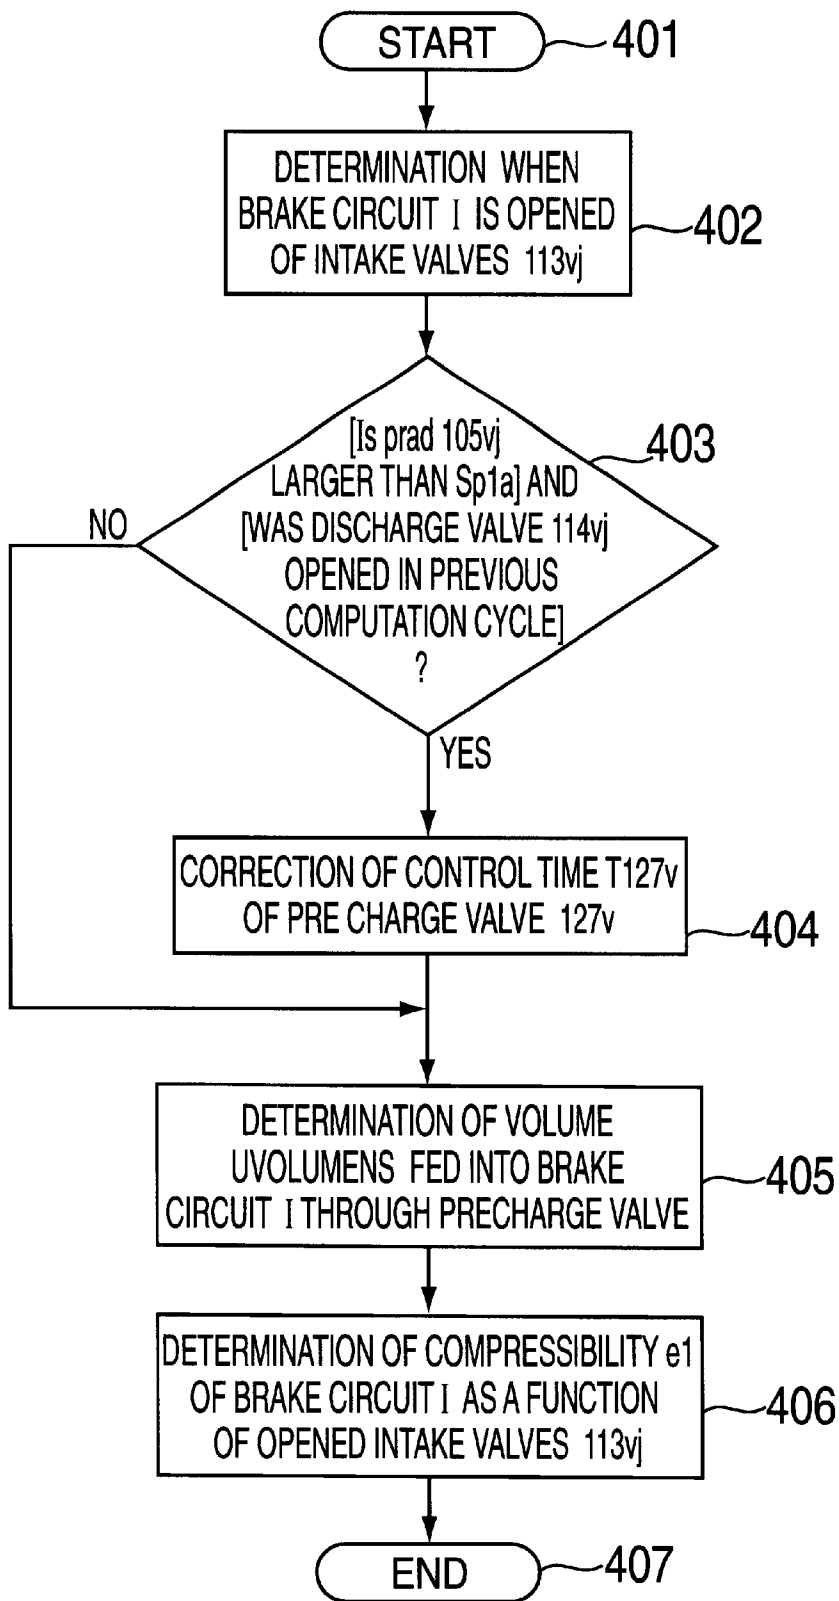 START
401
DETERMINATION WHEN
BRAKE CIRCUIT I IS OPENED
OF INTAKE VALVES 113vj
402
[Is prad 105vj
LARGER THAN Sp1a] AND
[WAS DISCHARGE VALVE 114vj
OPENED IN PREVIOUS
COMPUTATION CYCLE]
?
403
NO
YES
CORRECTION OF CONTROL TIME T127v
OF PRE CHARGE VALVE 127v
404
DETERMINATION OF VOLUME
UVOLUMENS FED INTO BRAKE
CIRCUIT I THROUGH PRECHARGE VALVE
405
DETERMINATION OF COMPRESSIBILITY e1
OF BRAKE CIRCUIT I AS A FUNCTION
OF OPENED INTAKE VALVES 113vj
406
END
407